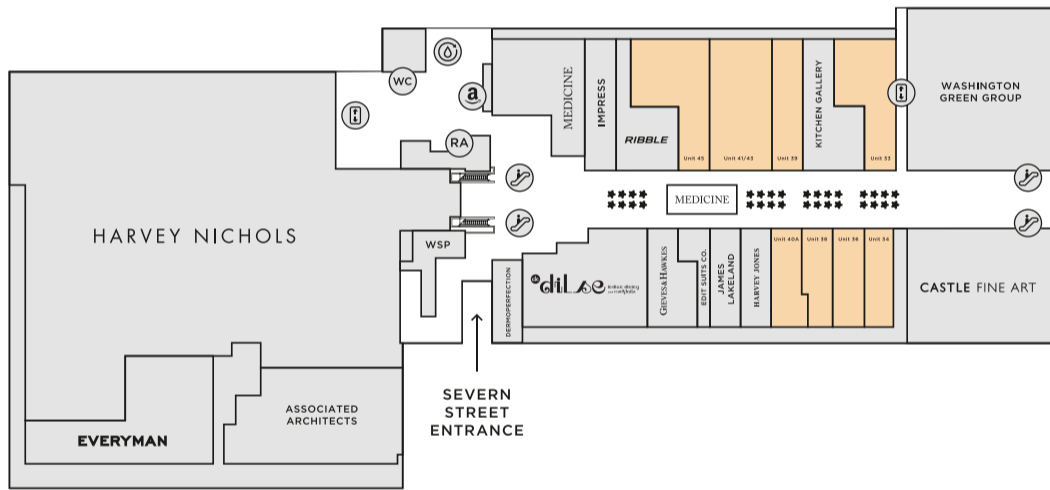 WC
a
RA
MEDICINE
IMPRESS
RIBBLE
Unit 45
Unit 41/43
Unit 39
KITCHEN GALLERY
Unit 33
WASHINGTON
GREEN GROUP
HARVEY NICHOLS
MEDICINE
WSP
DERMOPERFECTION
dilse
GIEVES & HAWKES
EDIT SUITS CO.
JAMES
LAKELAND
HARVEY JONES
Unit 40A
Unit 38
Unit 36
Unit 34
CASTLE FINE ART
SEVERN
STREET
ENTRANCE
ASSOCIATED
ARCHITECTS
EVERYMAN